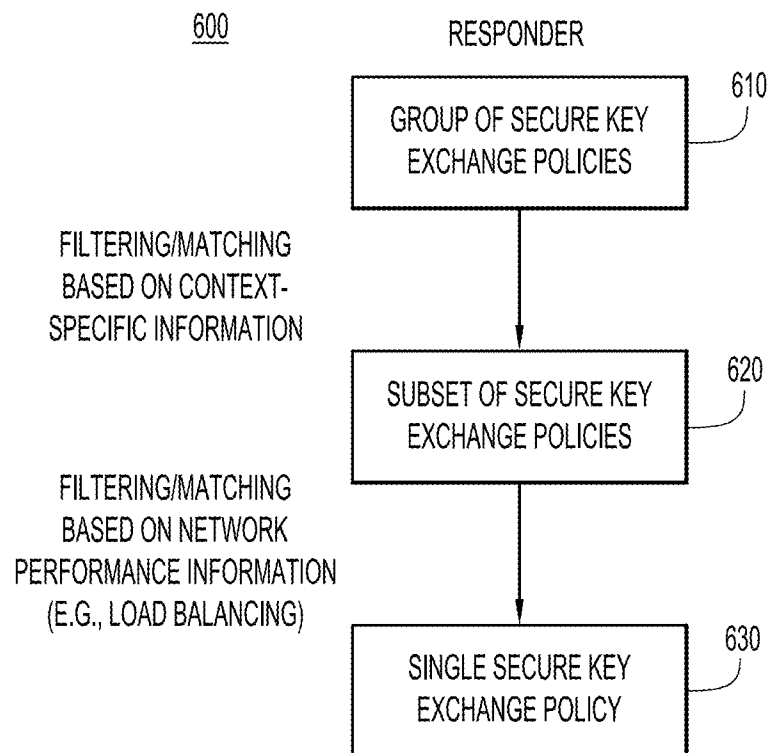 600
RESPONDER
610
GROUP OF SECURE KEY
EXCHANGE POLICIES
FILTERING/MATCHING
BASED ON CONTEXT-
SPECIFIC INFORMATION
620
SUBSET OF SECURE KEY
EXCHANGE POLICIES
FILTERING/MATCHING
BASED ON NETWORK
PERFORMANCE INFORMATION
(E.G., LOAD BALANCING)
630
SINGLE SECURE KEY
EXCHANGE POLICY